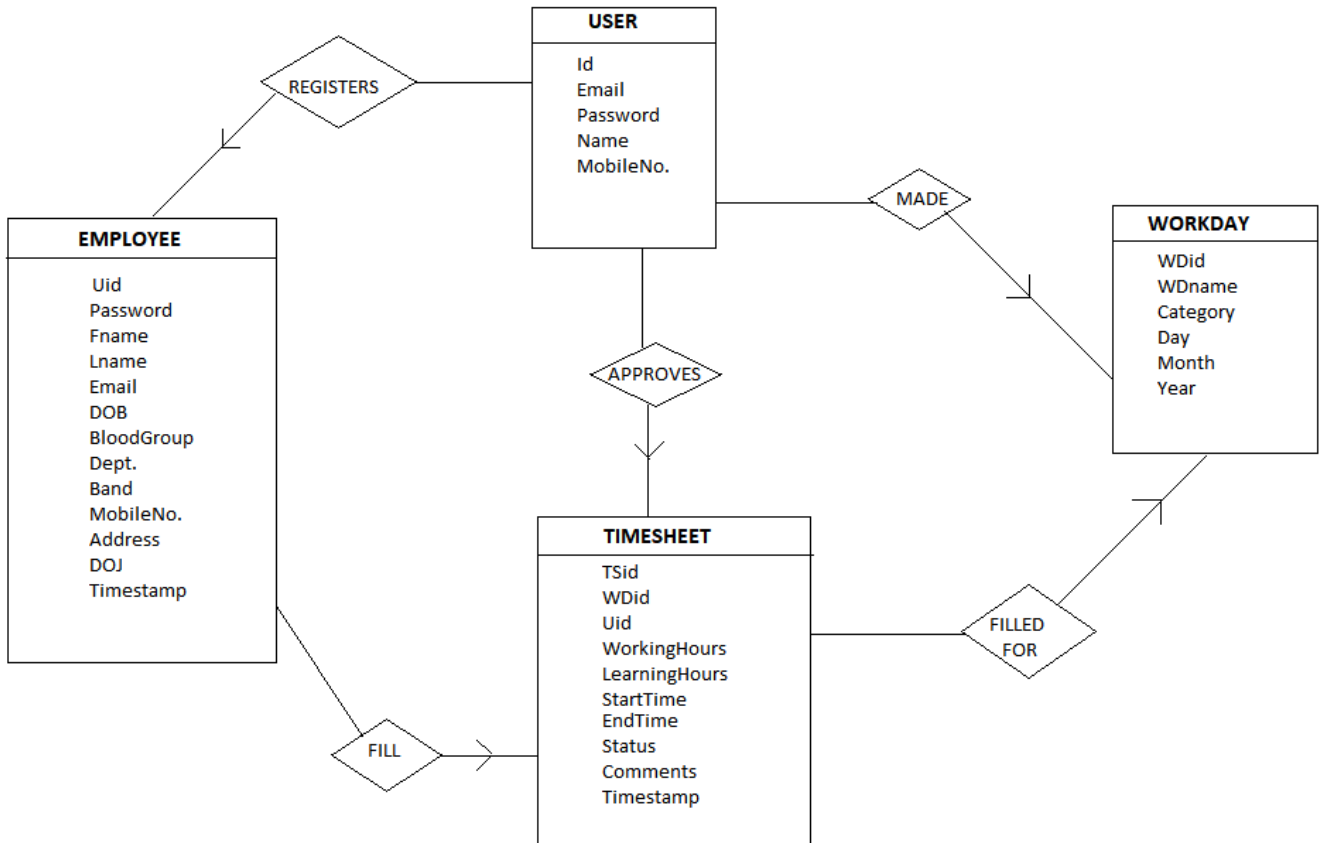 USER
Id
Email
Password
Name
MobileNo.
REGISTERS
MADE
EMPLOYEE
Uid
Password
Fname
Lname
Email
DOB
BloodGroup
Dept.
Band
MobileNo.
Address
DOJ
Timestamp
WORKDAY
WDid
WDname
Category
Day
Month
Year
APPROVES
TIMESHEET
TSid
WDid
Uid
WorkingHours
LearningHours
StartTime
EndTime
Status
Comments
Timestamp
FILLED
FOR
FILL